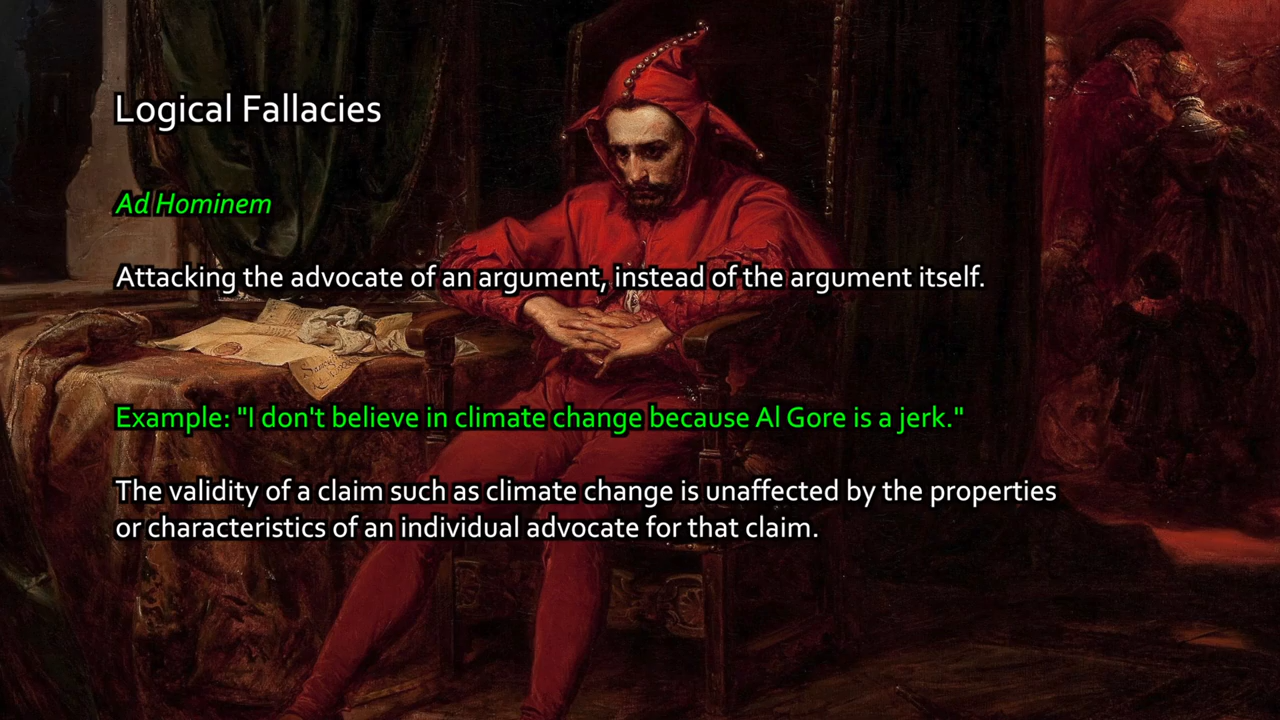 Logical Fallacies
Ad Hominem
Attacking the advocate of an argument, instead of the argument itself.
Example: "I don't believe in climate change because Al Gore is a jerk."
The validity of a claim such as climate change is unaffected by the properties
or characteristics of an individual advocate for that claim.